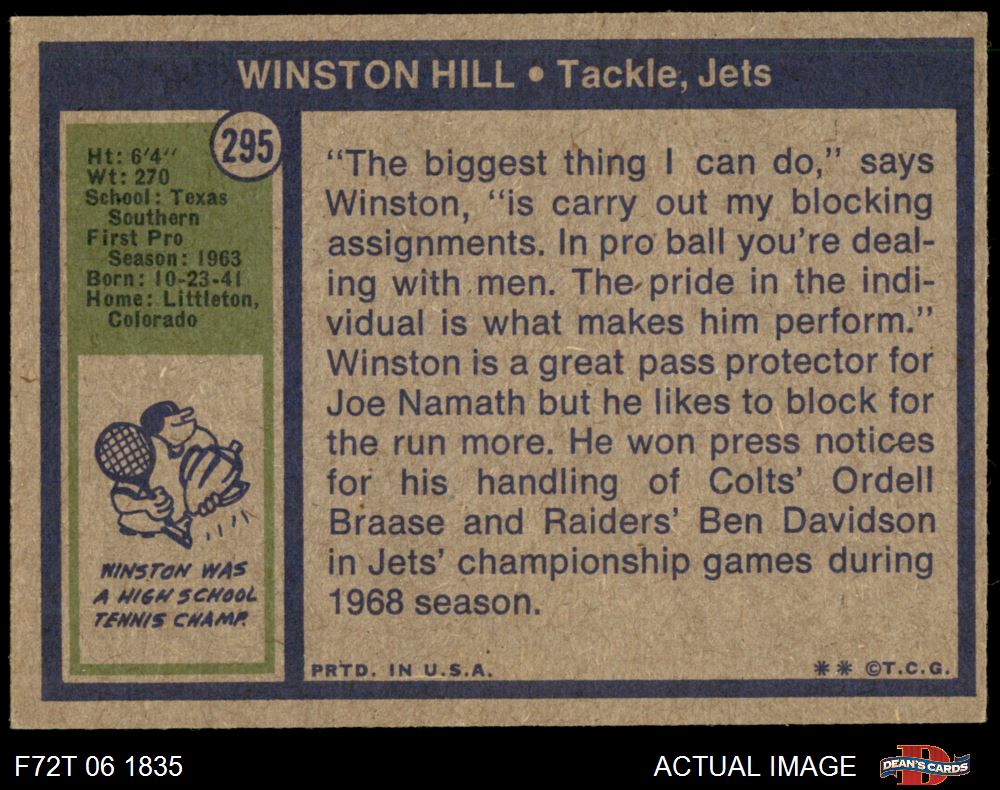 WINSTON HILL • Tackle, Jets
295
Ht: 6'4''
Wt: 270
School: Texas
Southern
First Pro
Season: 1963
Born: 10-23-41
Home: Littleton,
Colorado
WINSTON WAS
A HIGH SCHOOL
TENNIS CHAMP.
“The biggest thing I can do,” says
Winston, “is carry out my blocking
assignments. In pro ball you’re deal-
ing with men. The pride in the indi-
vidual is what makes him perform.”
Winston is a great pass protector for
Joe Namath but he likes to block for
the run more. He won press notices
for his handling of Colts’ Ordell
Braase and Raiders’ Ben Davidson
in Jets’ championship games during
1968 season.
PRTD. IN U.S.A.
** ©T.C.G.
F72T 06 1835
ACTUAL IMAGE
D
DEAN'S CARDS